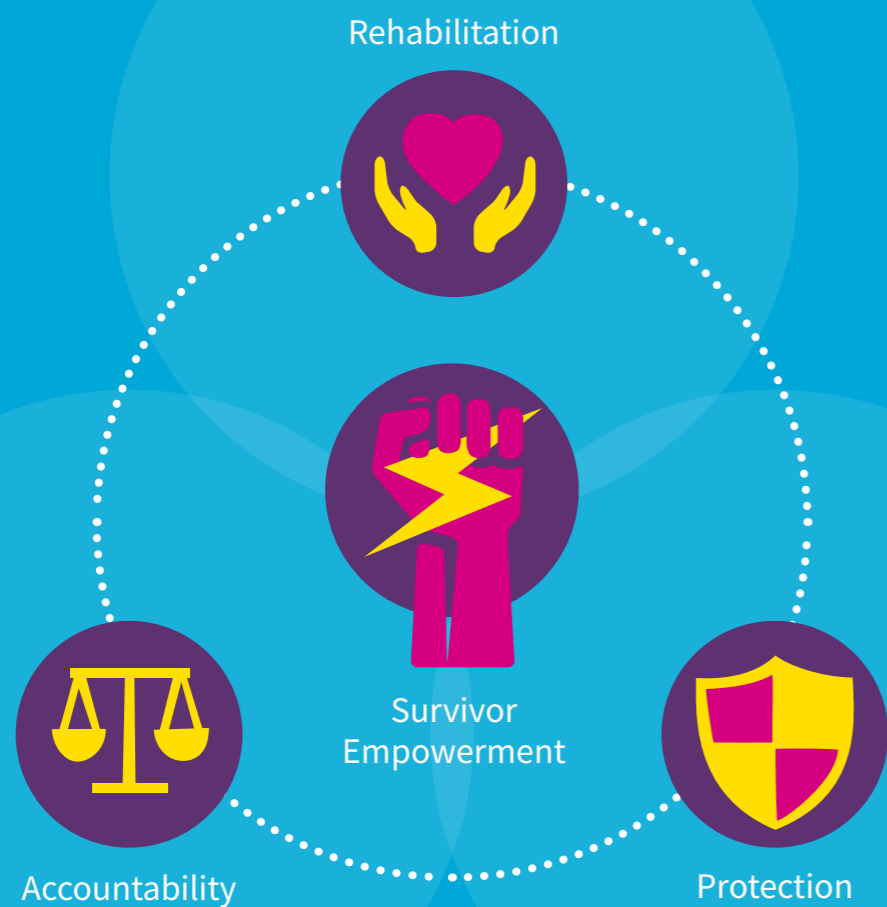 Rehabilitation
Survivor
Empowerment
Accountability
Protection